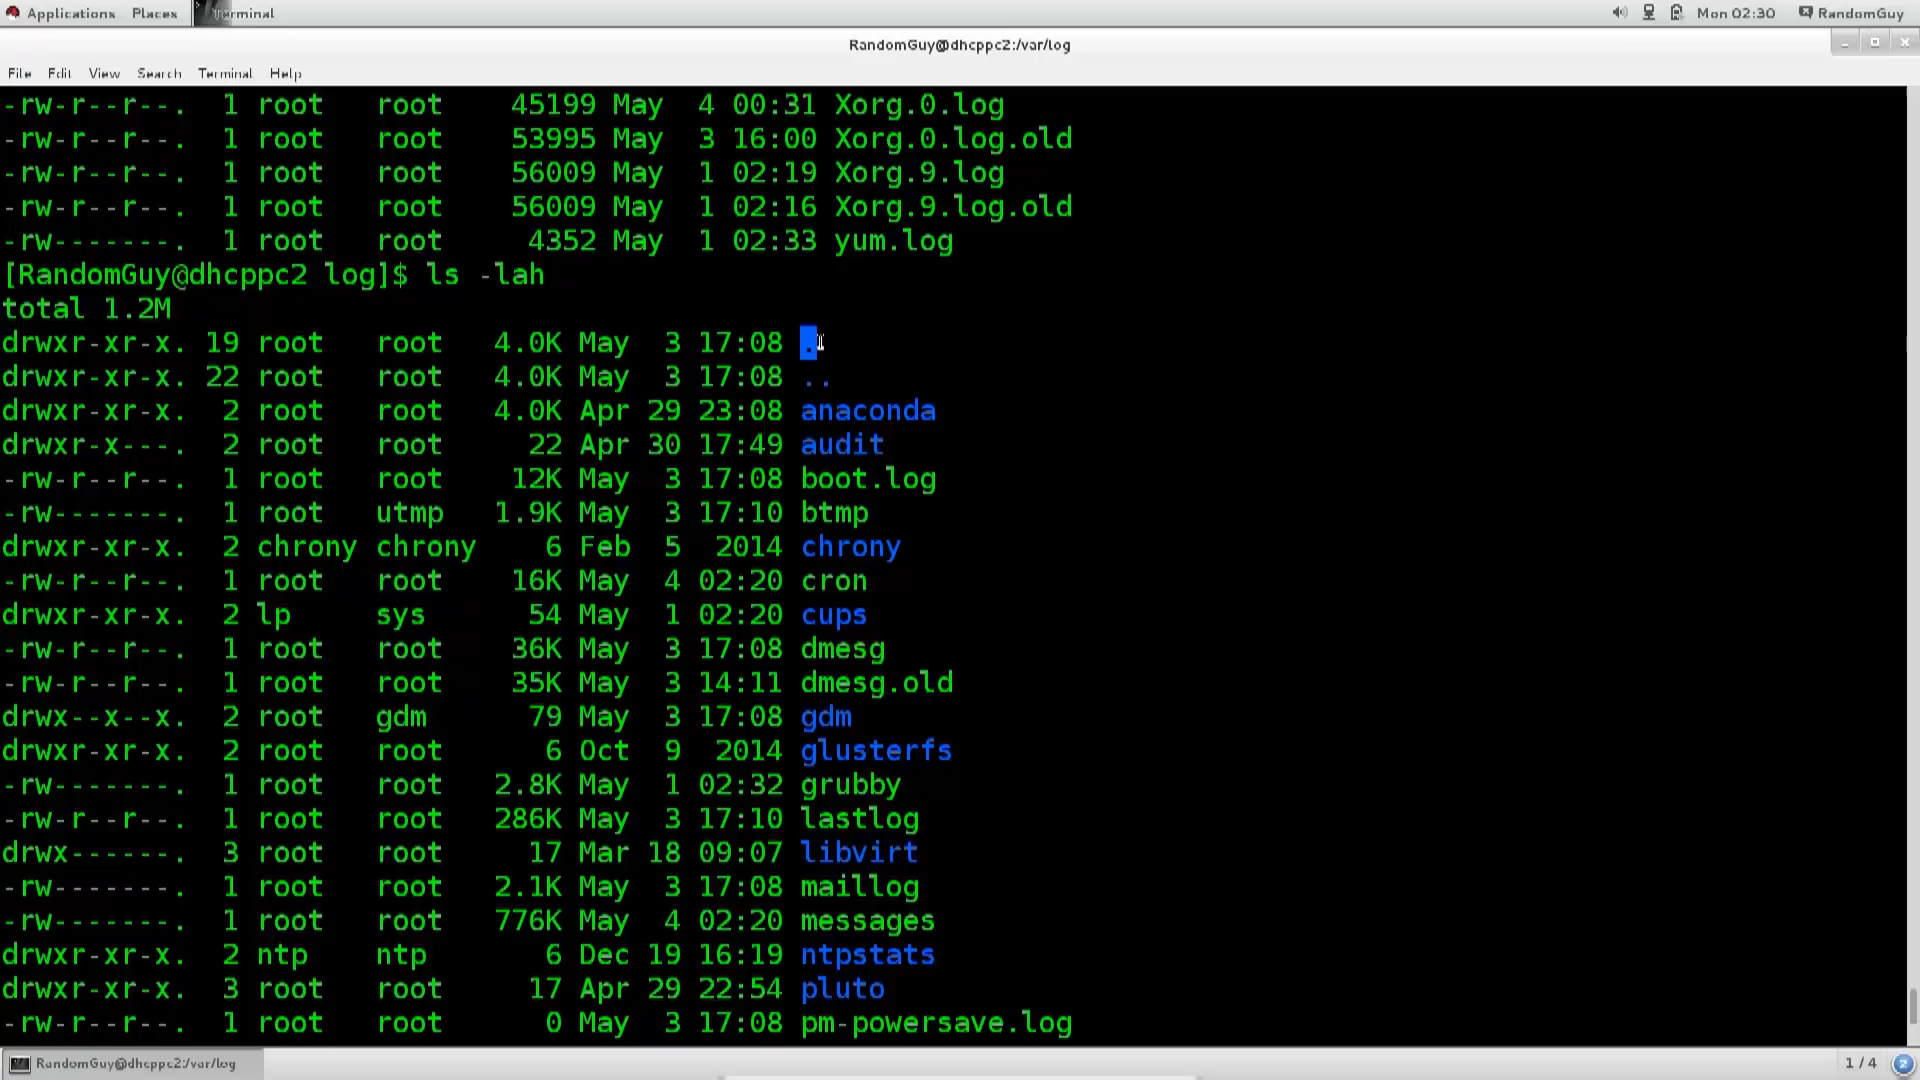 Applications Places Terminal Mon 02:30 RandomGuy
RandomGuy@dhcppc2:/var/log
File Edit View Search Terminal Help
-rw-r--r--. 1 root root 45199 May 4 00:31 Xorg.0.log
-rw-r--r--. 1 root root 53995 May 3 16:00 Xorg.0.log.old
-rw-r--r--. 1 root root 56009 May 1 02:19 Xorg.9.log
-rw-r--r--. 1 root root 56009 May 1 02:16 Xorg.9.log.old
-rw-------. 1 root root 4352 May 1 02:33 yum.log
[RandomGuy@dhcppc2 log]$ ls -lah
total 1.2M
drwxr-xr-x. 19 root root 4.0K May 3 17:08 .
drwxr-xr-x. 22 root root 4.0K May 3 17:08 ..
drwxr-xr-x. 2 root root 4.0K Apr 29 23:08 anaconda
drwxr-x---. 2 root root 22 Apr 30 17:49 audit
-rw-r--r--. 1 root root 12K May 3 17:08 boot.log
-rw-------. 1 root utmp 1.9K May 3 17:10 btmp
drwxr-xr-x. 2 chrony chrony 6 Feb 5 2014 chrony
-rw-r--r--. 1 root root 16K May 4 02:20 cron
drwxr-xr-x. 2 lp sys 54 May 1 02:20 cups
-rw-r--r--. 1 root root 36K May 3 17:08 dmesg
-rw-r--r--. 1 root root 35K May 3 14:11 dmesg.old
drwx--x--x. 2 root gdm 79 May 3 17:08 gdm
drwxr-xr-x. 2 root root 6 Oct 9 2014 glusterfs
-rw-------. 1 root root 2.8K May 1 02:32 grubby
-rw-r--r--. 1 root root 286K May 3 17:10 lastlog
drwx------. 3 root root 17 Mar 18 09:07 libvirt
-rw-------. 1 root root 2.1K May 3 17:08 maillog
-rw-------. 1 root root 776K May 4 02:20 messages
drwxr-xr-x. 2 ntp ntp 6 Dec 19 16:19 ntpstats
drwxr-xr-x. 3 root root 17 Apr 29 22:54 pluto
-rw-r--r--. 1 root root 0 May 3 17:08 pm-powersave.log
RandomGuy@dhcppc2:/var/log 1 / 4